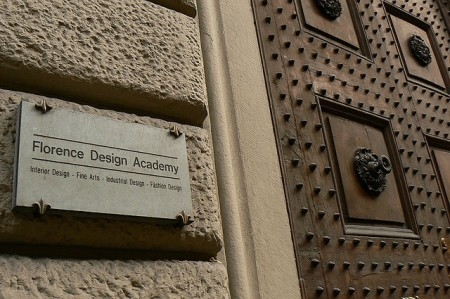 Florence Design Academy
Interior Design - Fine Arts - Industrial Design - Fashion Design